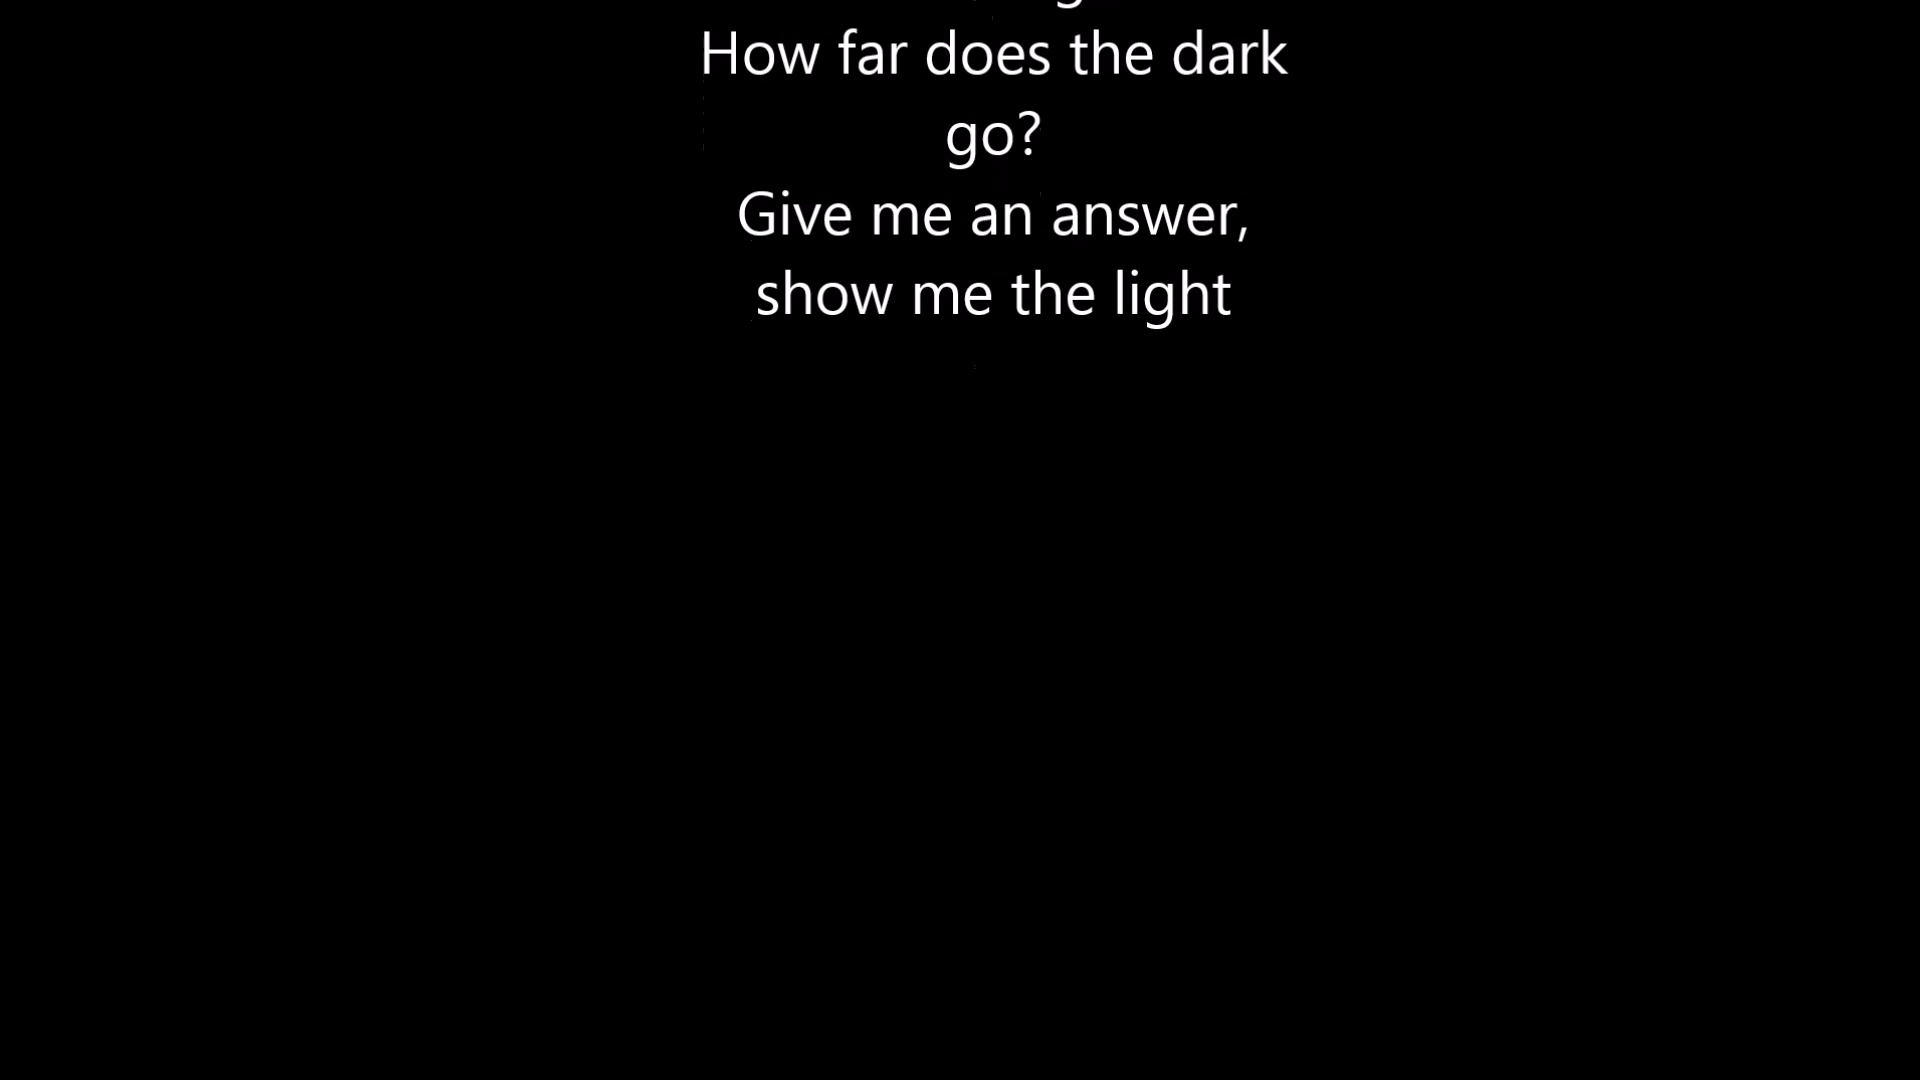 How far does the dark
go?
Give me an answer,
show me the light